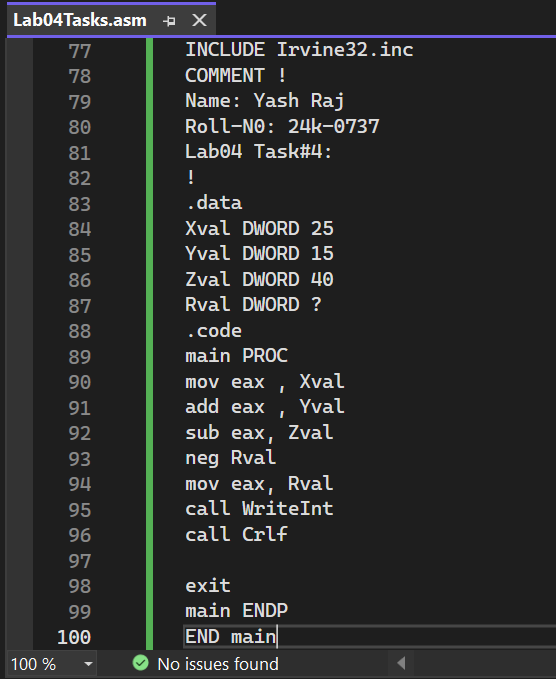 Lab04Tasks.asm
77 INCLUDE Irvine32.inc
78 COMMENT !
79 Name: Yash Raj
80 Roll-N0: 24k-0737
81 Lab04 Task#4:
82 !
83 .data
84 Xval DWORD 25
85 Yval DWORD 15
86 Zval DWORD 40
87 Rval DWORD ?
88 .code
89 main PROC
90 mov eax , Xval
91 add eax , Yval
92 sub eax, Zval
93 neg Rval
94 mov eax, Rval
95 call WriteInt
96 call Crlf
97
98 exit
99 main ENDP
100 END main
100 % No issues found